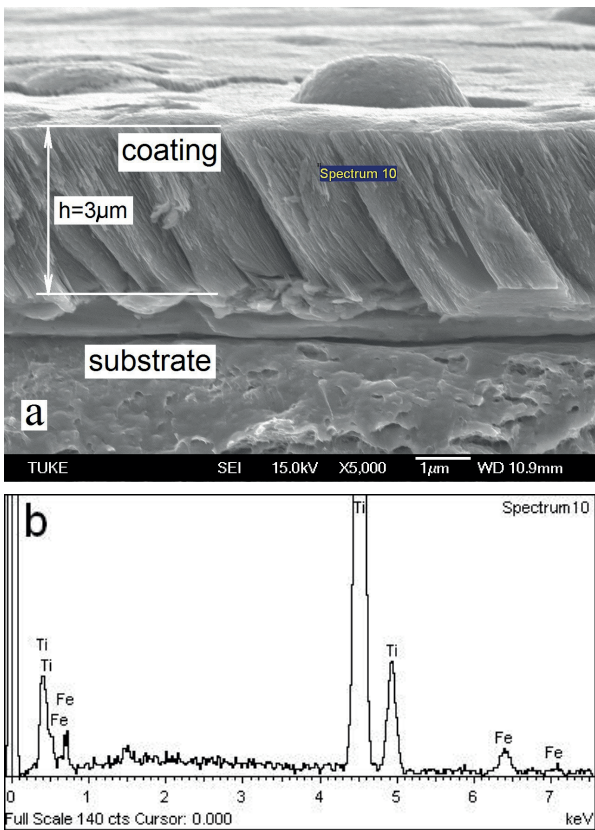 coating
Spectrum 10
h=3µm
substrate
a
TUKE SEI 15.0kV X5,000 1µm WD 10.9mm
b
Ti
Spectrum10
Ti
Ti
Ti
Fe
Fe
Fe
Fe
0 1 2 3 4 5 6 7
Full Scale 140 cts Cursor: 0.000 keV